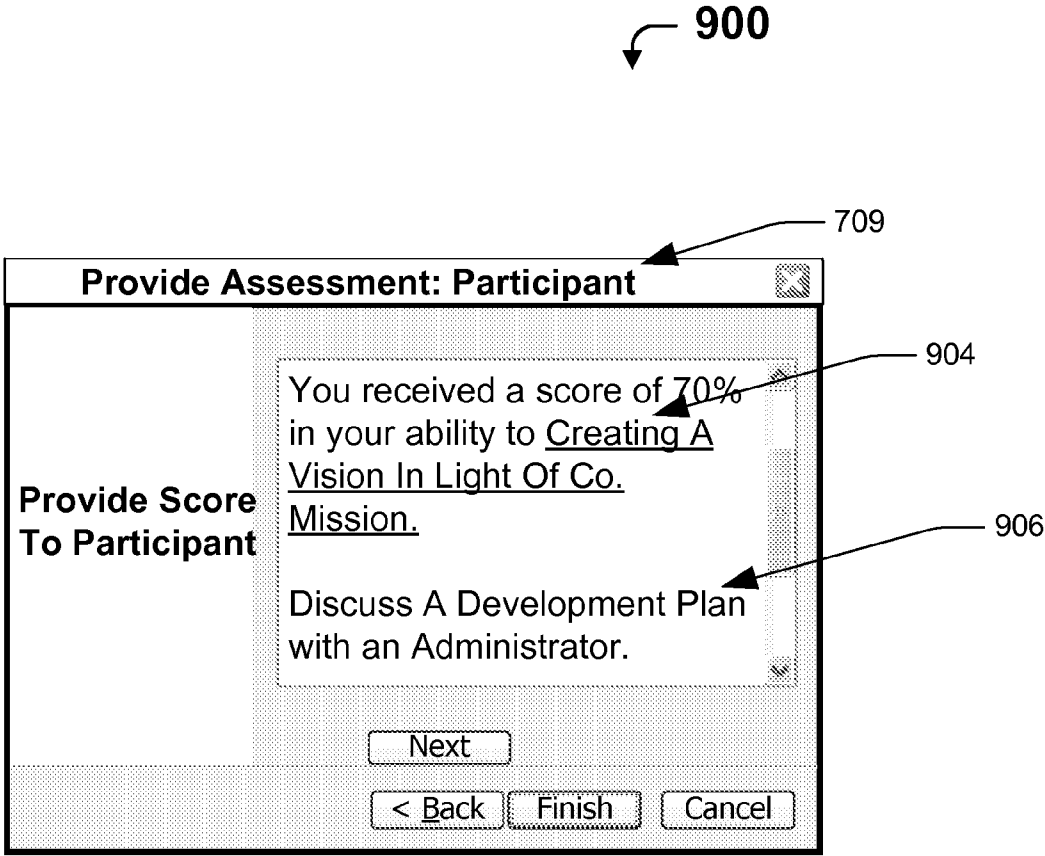 900
709
Provide Assessment: Participant
904
You received a score of 70%
in your ability to Creating A
Vision In Light Of Co.
Mission.
Provide Score
To Participant
906
Discuss A Development Plan
with an Administrator.
Next
< Back Finish Cancel